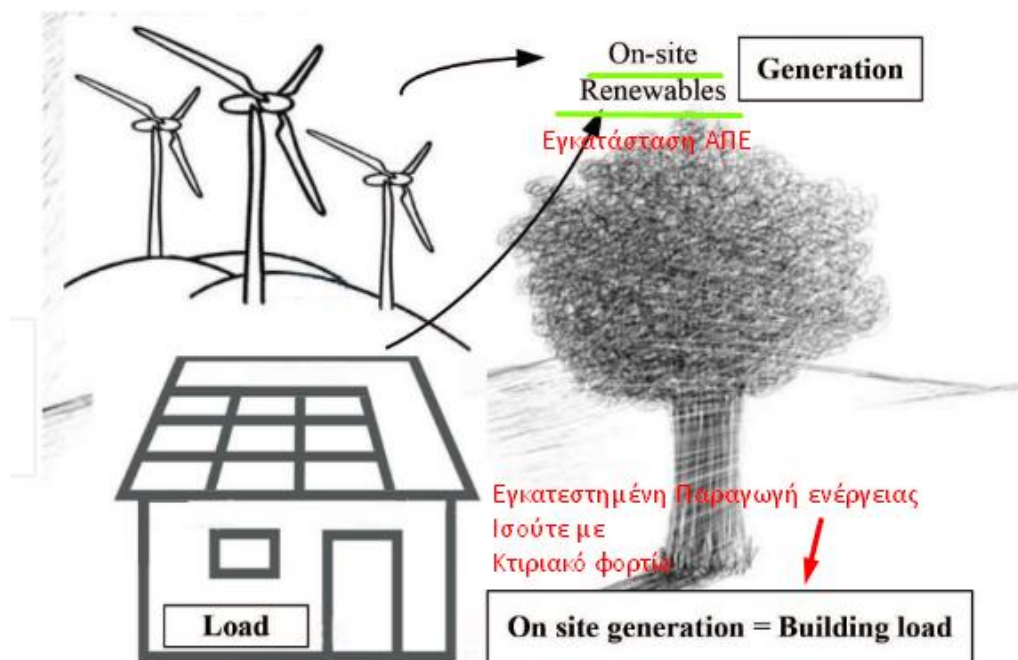 On-site
Renewables
Generation
Εγκατάσταση ΑΠΕ
Εγκατεστημένη Παραγωγή ενέργειας
Ισούτε με
Κτιριακό φορτίο
Load
On site generation = Building load